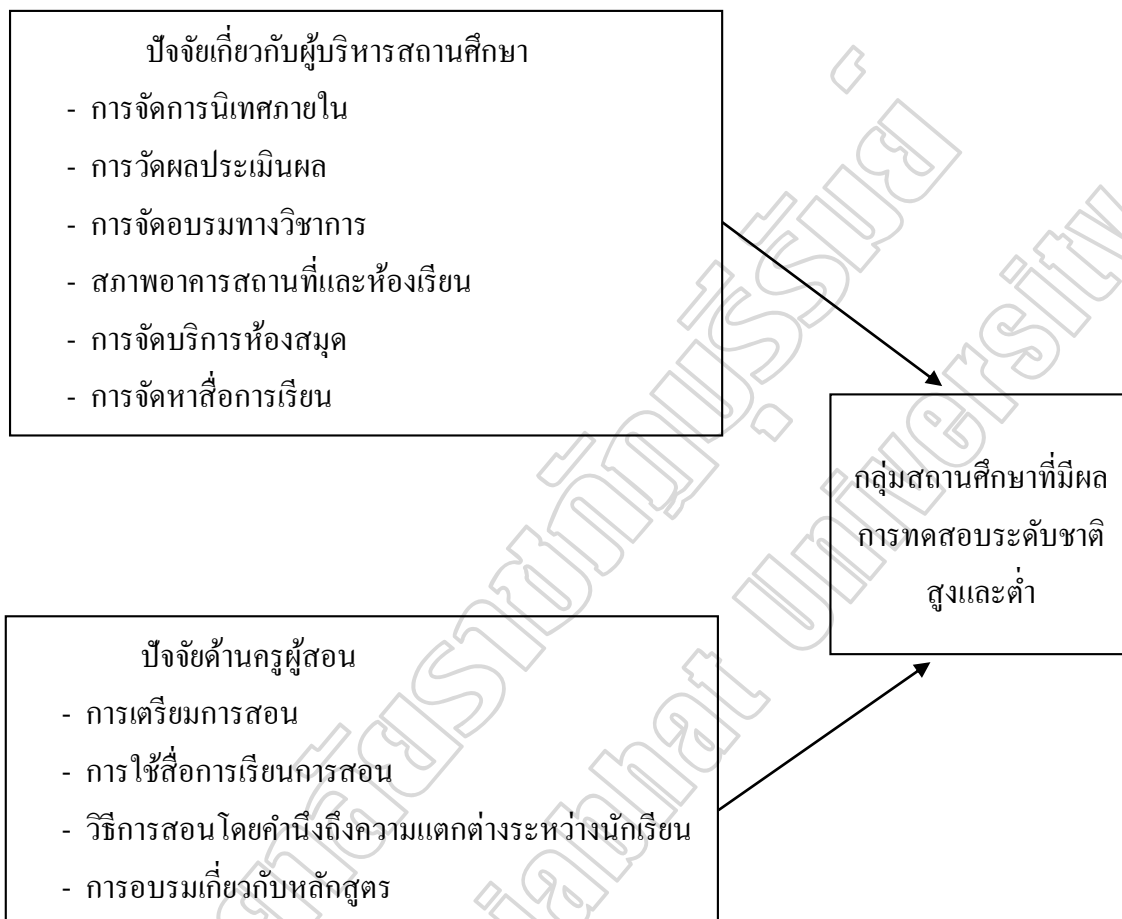 ปัจจัยเกี่ยวกับผู้บริหารสถานศึกษา
- การจัดการนิเทศภายใน
- การวัดผลประเมินผล
- การจัดอบรมทางวิชาการ
- สภาพอาคารสถานที่และห้องเรียน
- การจัดบริการห้องสมุด
- การจัดหาสื่อการเรียน
กลุ่มสถานศึกษาที่มีผล
การทดสอบระดับชาติ
สูงและต่ำ
ปัจจัยด้านครูผู้สอน
- การเตรียมการสอน
- การใช้สื่อการเรียนการสอน
- วิธีการสอนโดยคำนึงถึงความแตกต่างระหว่างนักเรียน
- การอบรมเกี่ยวกับหลักสูตร
University